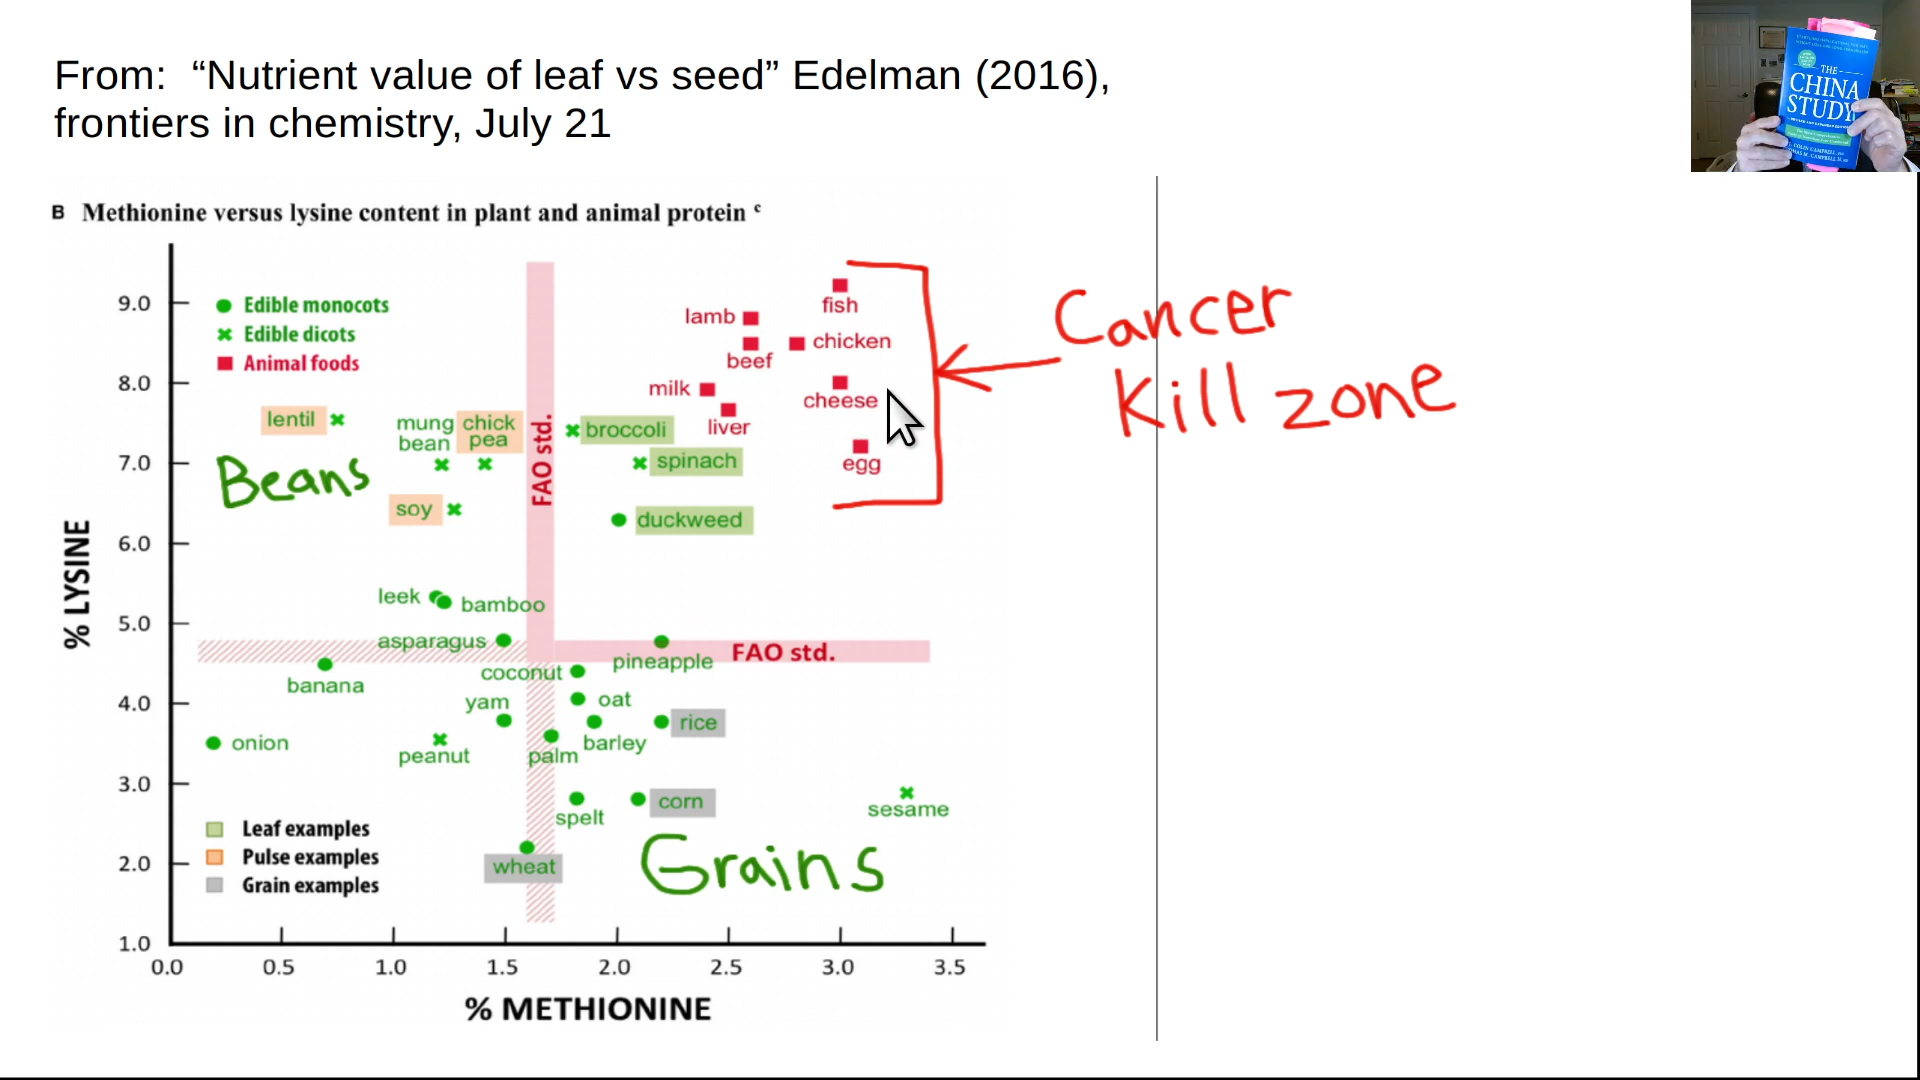 From: “Nutrient value of leaf vs seed” Edelman (2016),
frontiers in chemistry, July 21
THE
CHINA
STUDY
B Methionine versus lysine content in plant and animal protein c
Edible monocots
Edible dicots
Animal foods
% LYSINE
9.0
8.0
7.0
6.0
5.0
4.0
3.0
2.0
1.0
fish
lamb
chicken
beef
milk
cheese
liver
egg
lentil
mung
bean
chick
pea
broccoli
spinach
soy
duckweed
FAO std.
Beans
Cancer
Kill zone
leek
bamboo
asparagus
pineapple
FAO std.
banana
coconut
yam
oat
rice
onion
peanut
palm
barley
spelt
corn
sesame
wheat
Grains
Leaf examples
Pulse examples
Grain examples
0.0 0.5 1.0 1.5 2.0 2.5 3.0 3.5
% METHIONINE